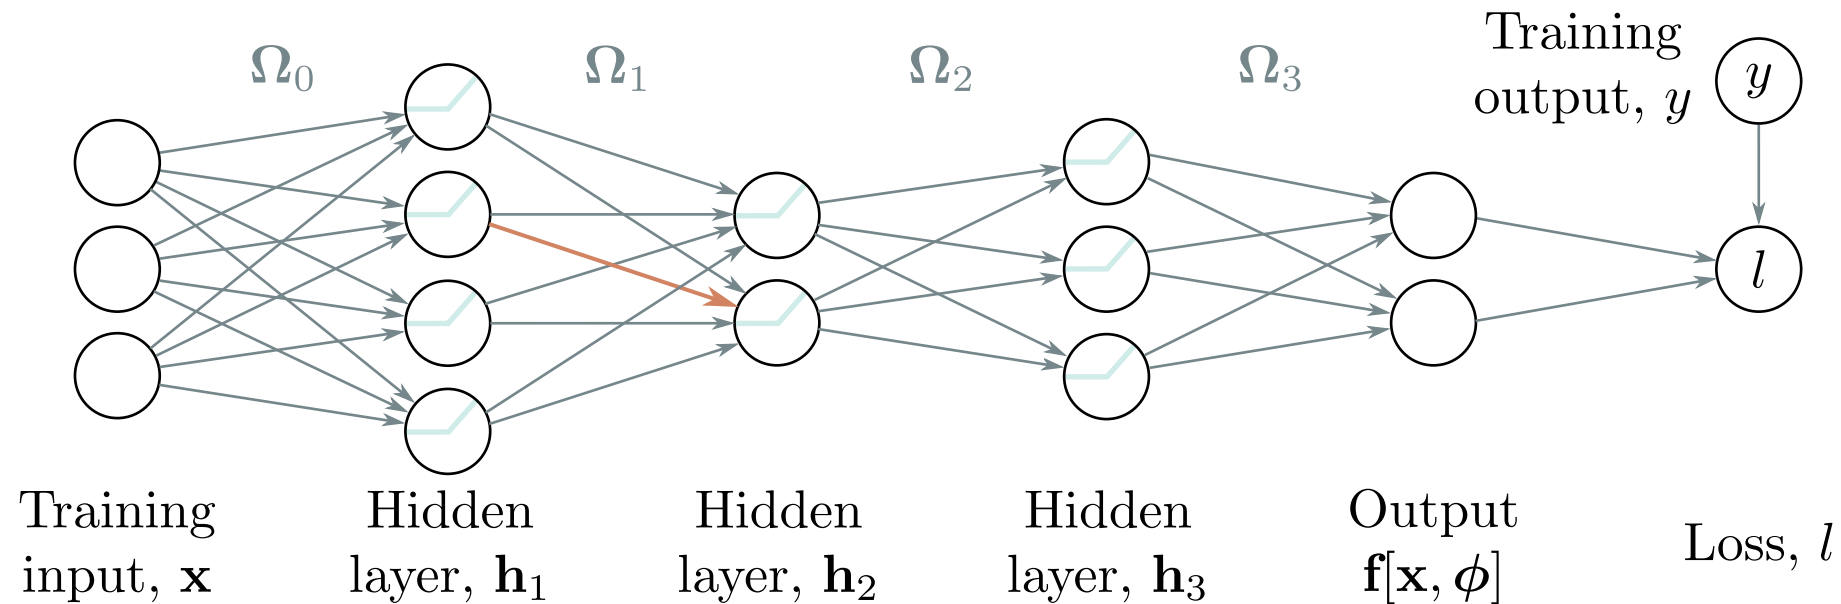 Ω₀
Ω₁
Ω₂
Ω₃
Training
output, y
y
l
Training
input, x
Hidden
layer, h₁
Hidden
layer, h₂
Hidden
layer, h₃
Output
f[x, ϕ]
Loss, l